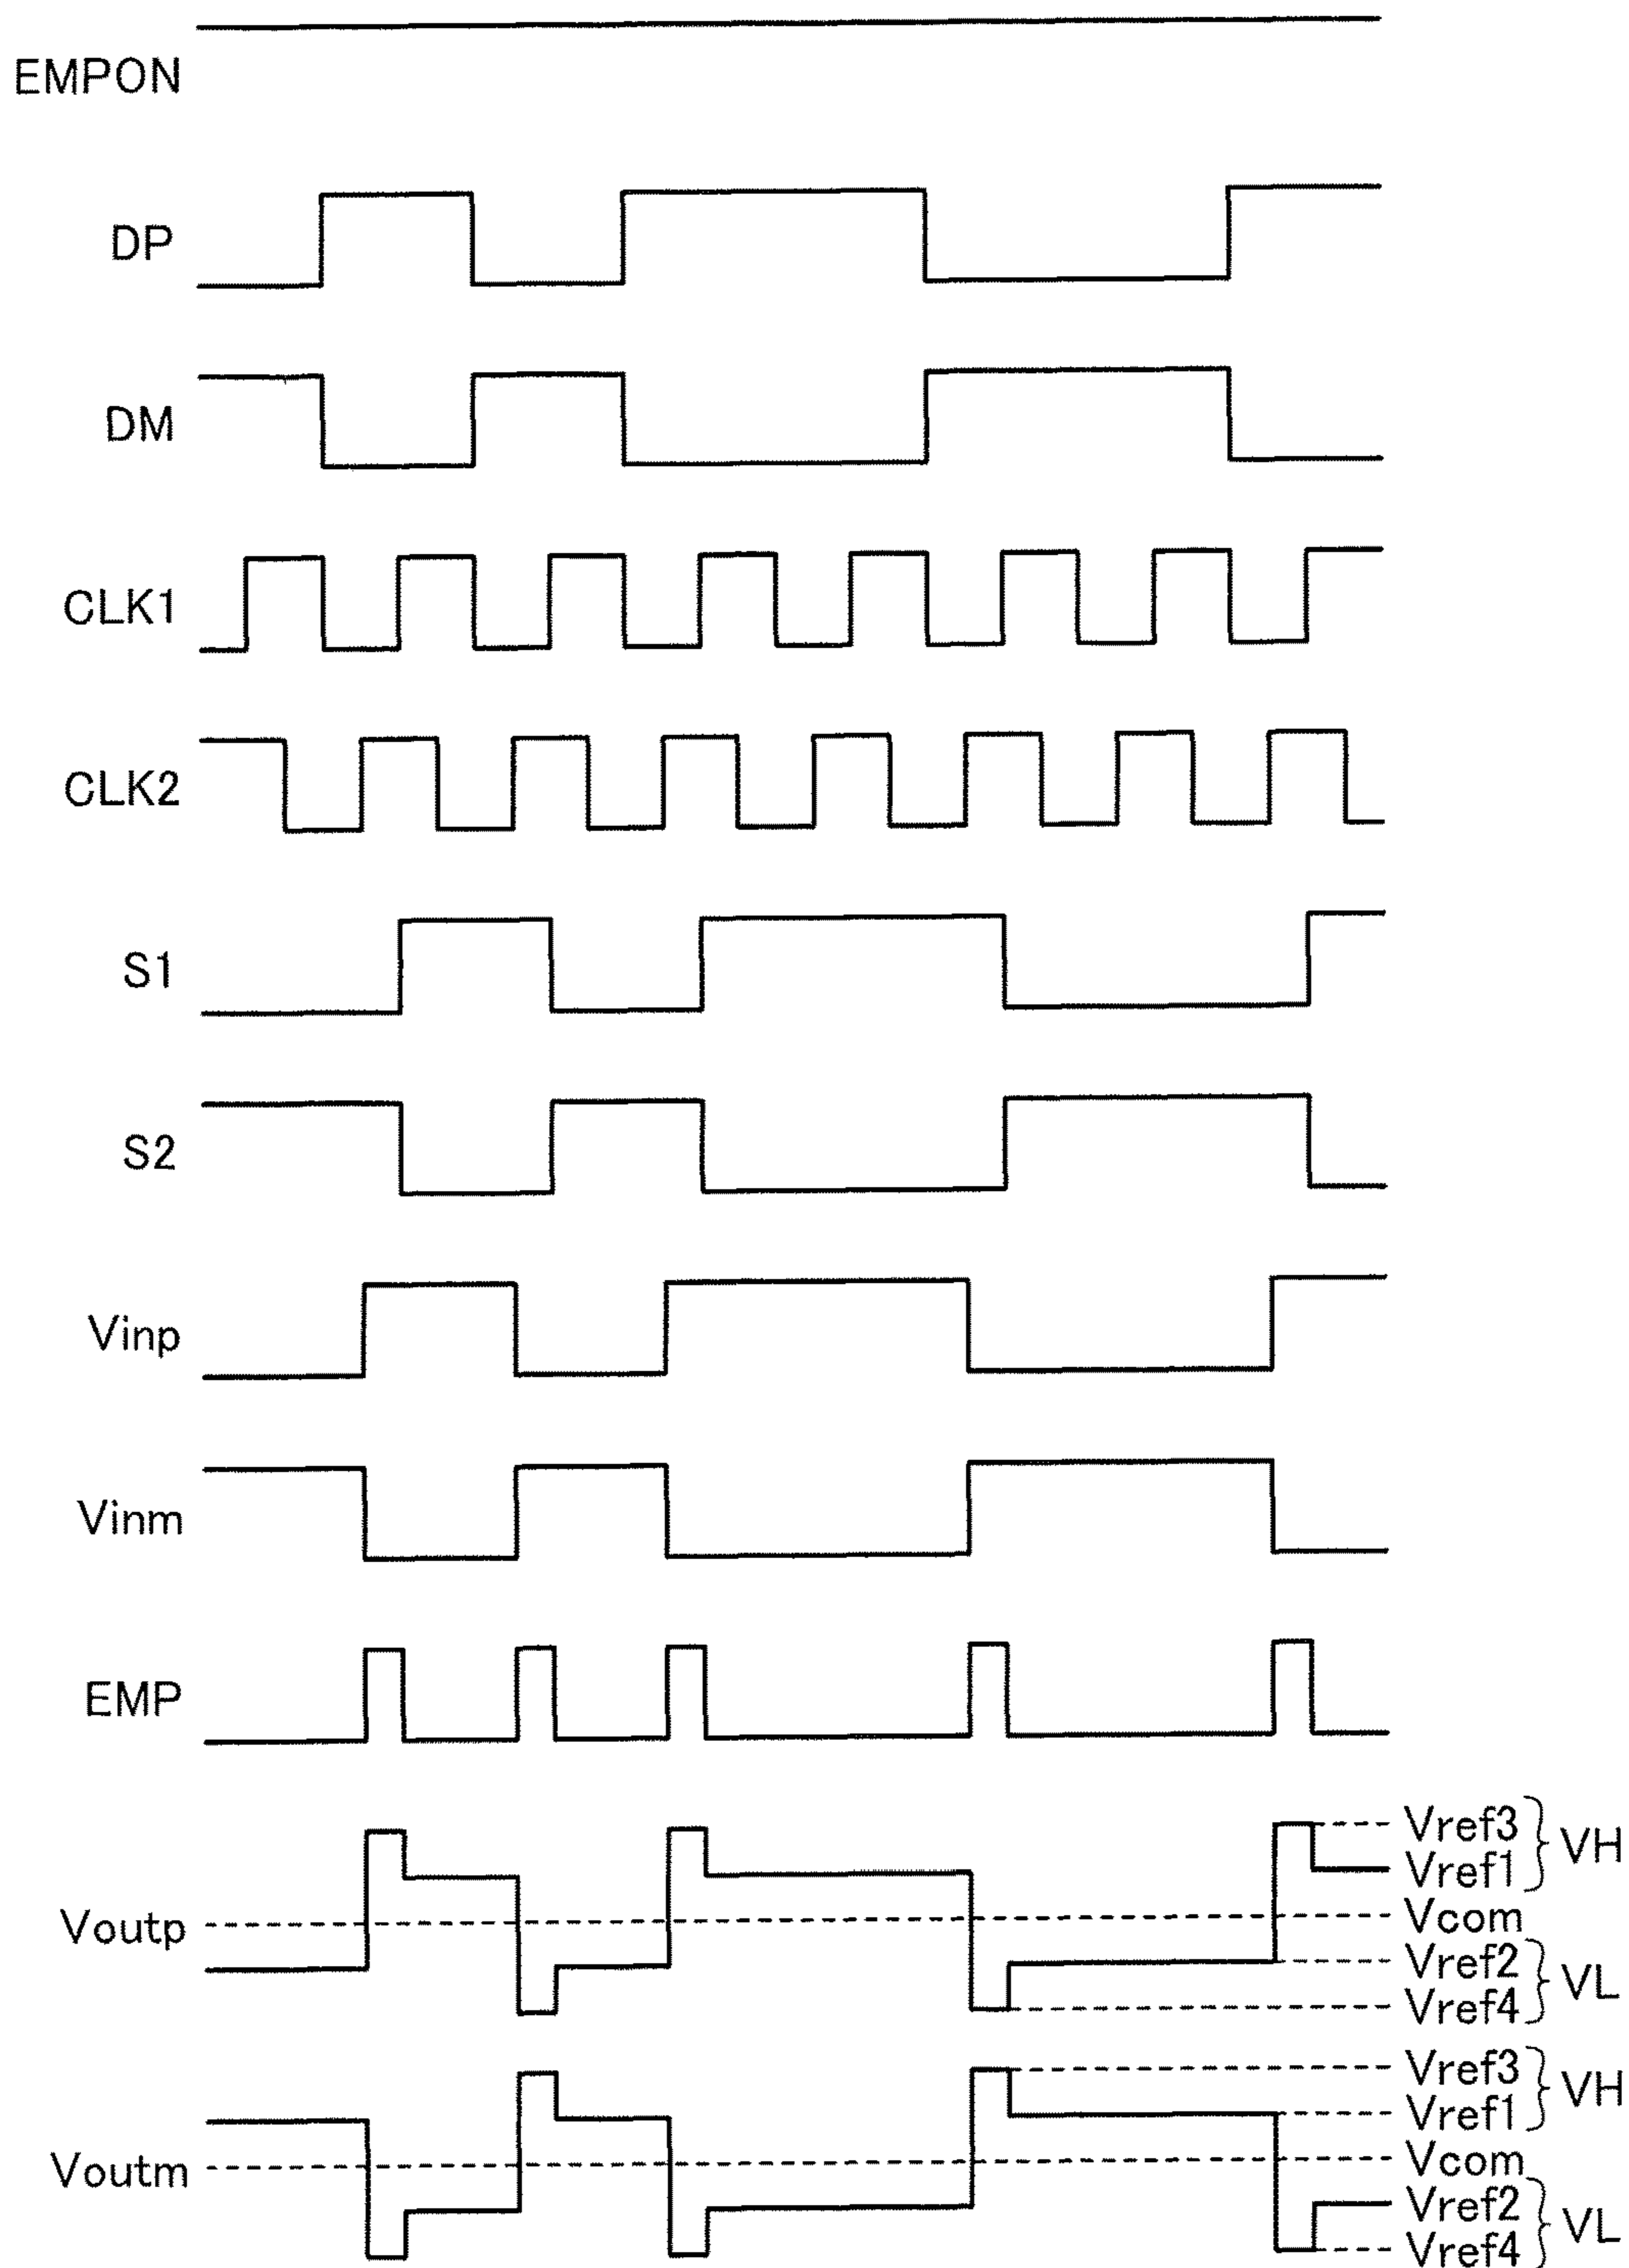 EMPON
DP
DM
CLK1
CLK2
S1
S2
Vinp
Vinm
EMP
Voutp
Vref3
Vref1
VH
Vcom
Vref2
Vref4
VL
Voutm
Vref3
Vref1
VH
Vcom
Vref2
Vref4
VL